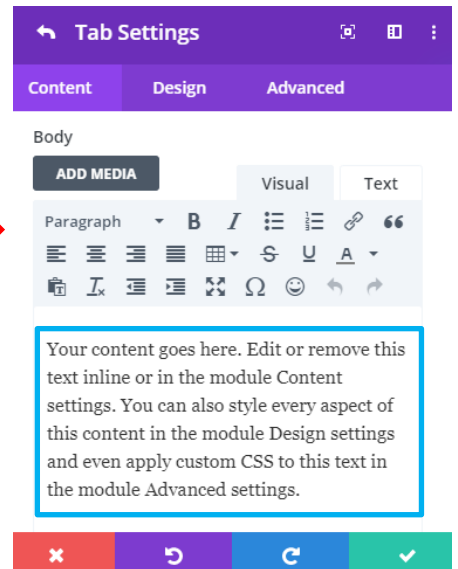 Tab Settings
Content Design Advanced
Body
ADD MEDIA
Visual Text
Paragraph B I
S U A
Your content goes here. Edit or remove this
text inline or in the module Content
settings. You can also style every aspect of
this content in the module Design settings
and even apply custom CSS to this text in
the module Advanced settings.